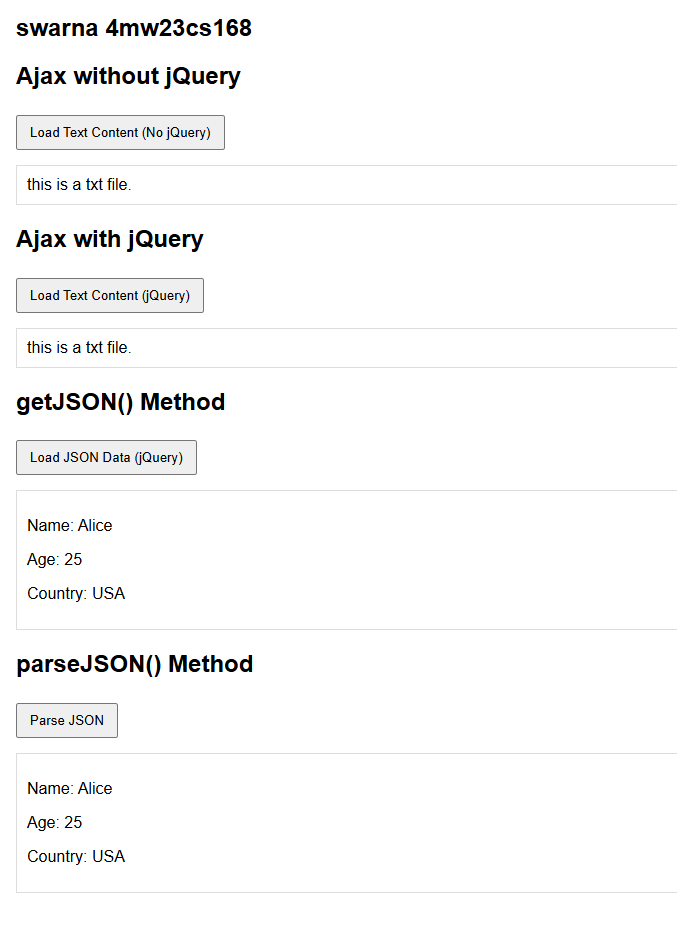 swarna 4mw23cs168
Ajax without jQuery
Load Text Content (No jQuery)
this is a txt file.
Ajax with jQuery
Load Text Content (jQuery)
this is a txt file.
getJSON() Method
Load JSON Data (jQuery)
Name: Alice
Age: 25
Country: USA
parseJSON() Method
Parse JSON
Name: Alice
Age: 25
Country: USA